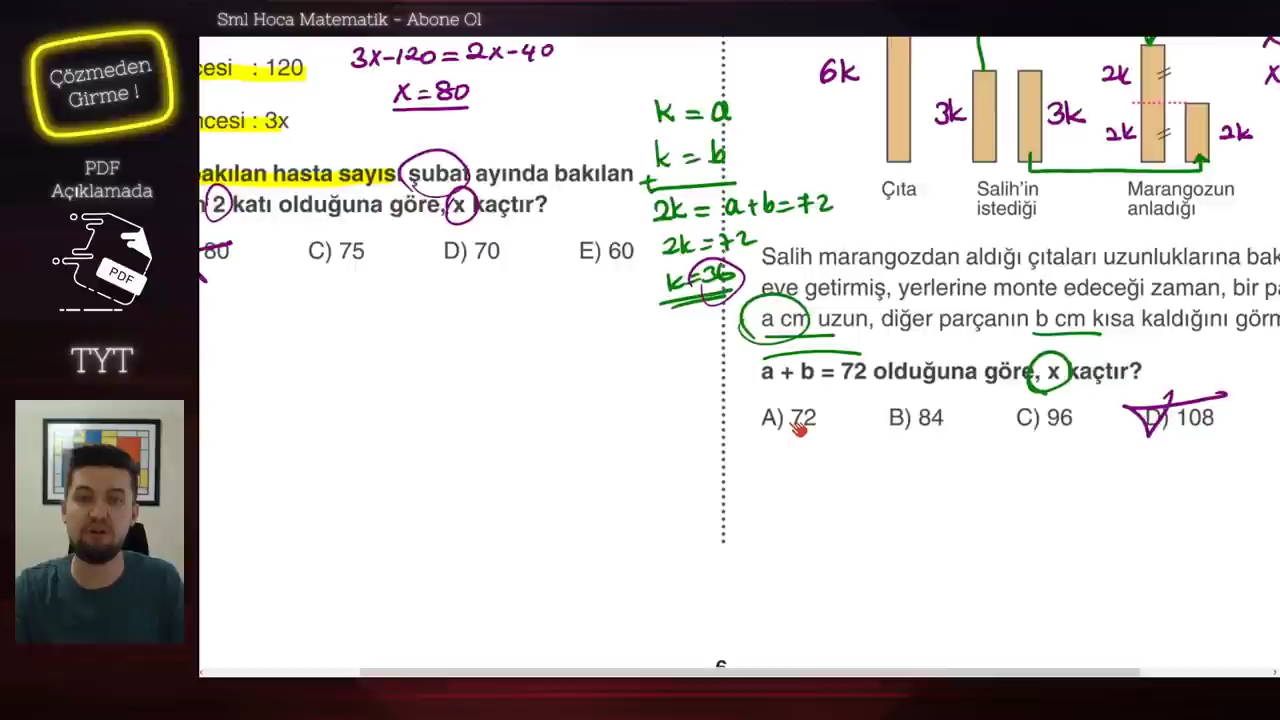 Sml Hoca Matematik - Abone Ol
Çözmeden
Girme !
PDF
Açıklamada
PDF
TYT
cesi : 120
3x-120=2x-40
x=80
ncesi : 3x
bakılan hasta sayısı şubat ayında bakılan
2 katı olduğuna göre, x kaçtır?
80 C) 75 D) 70 E) 60
k = a
k = b
+
2k = a+b=72
2k=72
k=36
6k
3k
3k
2k
2k
2k
x
Çıta
Salih'in
istediği
Marangozun
anladığı
Salih marangozdan aldığı çıtaları uzunluklarına bak
eve getirmiş, yerlerine monte edeceği zaman, bir pa
a cm uzun, diğer parçanın b cm kısa kaldığını görm
a + b = 72 olduğuna göre, x kaçtır?
A) 72 B) 84 C) 96 D) 108
6